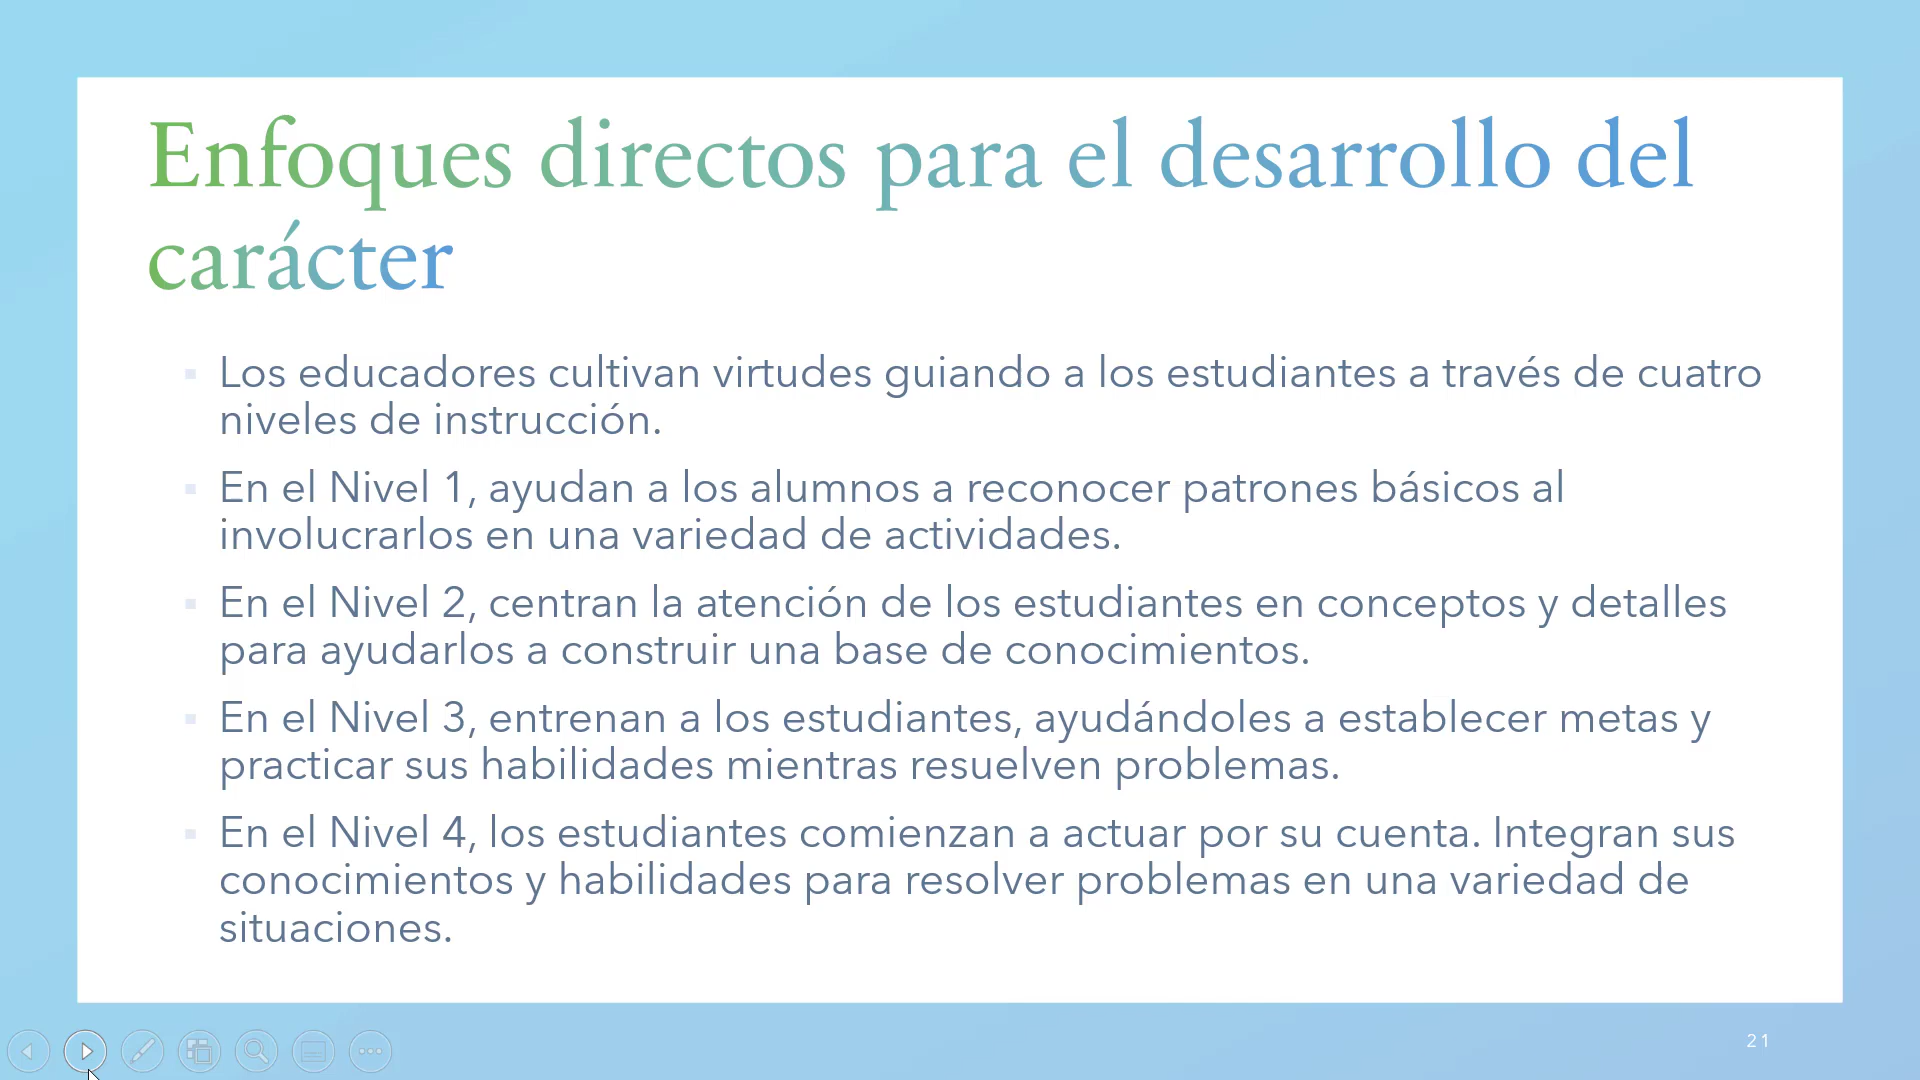 Enfoques directos para el desarrollo del
carácter
Los educadores cultivan virtudes guiando a los estudiantes a través de cuatro
niveles de instrucción.
En el Nivel 1, ayudan a los alumnos a reconocer patrones básicos al
involucrarlos en una variedad de actividades.
En el Nivel 2, centran la atención de los estudiantes en conceptos y detalles
para ayudarlos a construir una base de conocimientos.
En el Nivel 3, entrenan a los estudiantes, ayudándoles a establecer metas y
practicar sus habilidades mientras resuelven problemas.
En el Nivel 4, los estudiantes comienzan a actuar por su cuenta. Integran sus
conocimientos y habilidades para resolver problemas en una variedad de
situaciones.
21